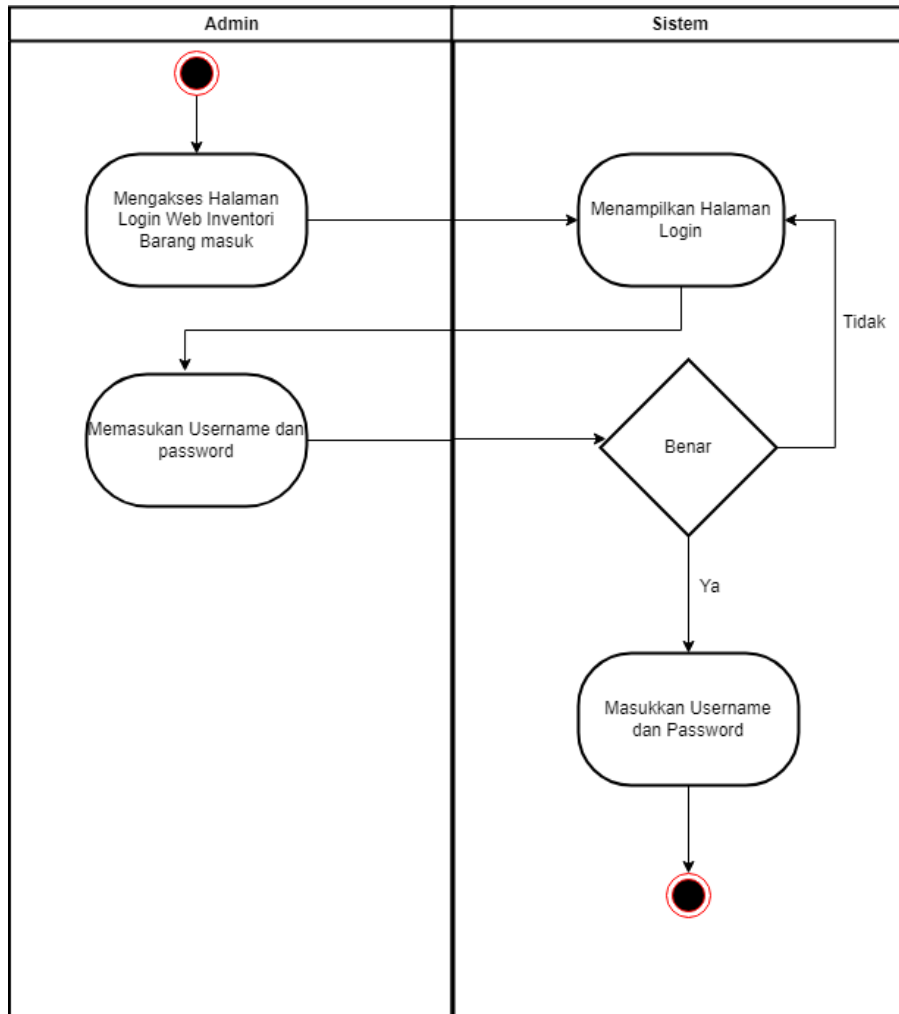 Admin
Sistem
Mengakses Halaman
Login Web Inventori
Barang masuk
Menampilkan Halaman
Login
Tidak
Memasukan Username dan
password
Benar
Ya
Masukkan Username
dan Password